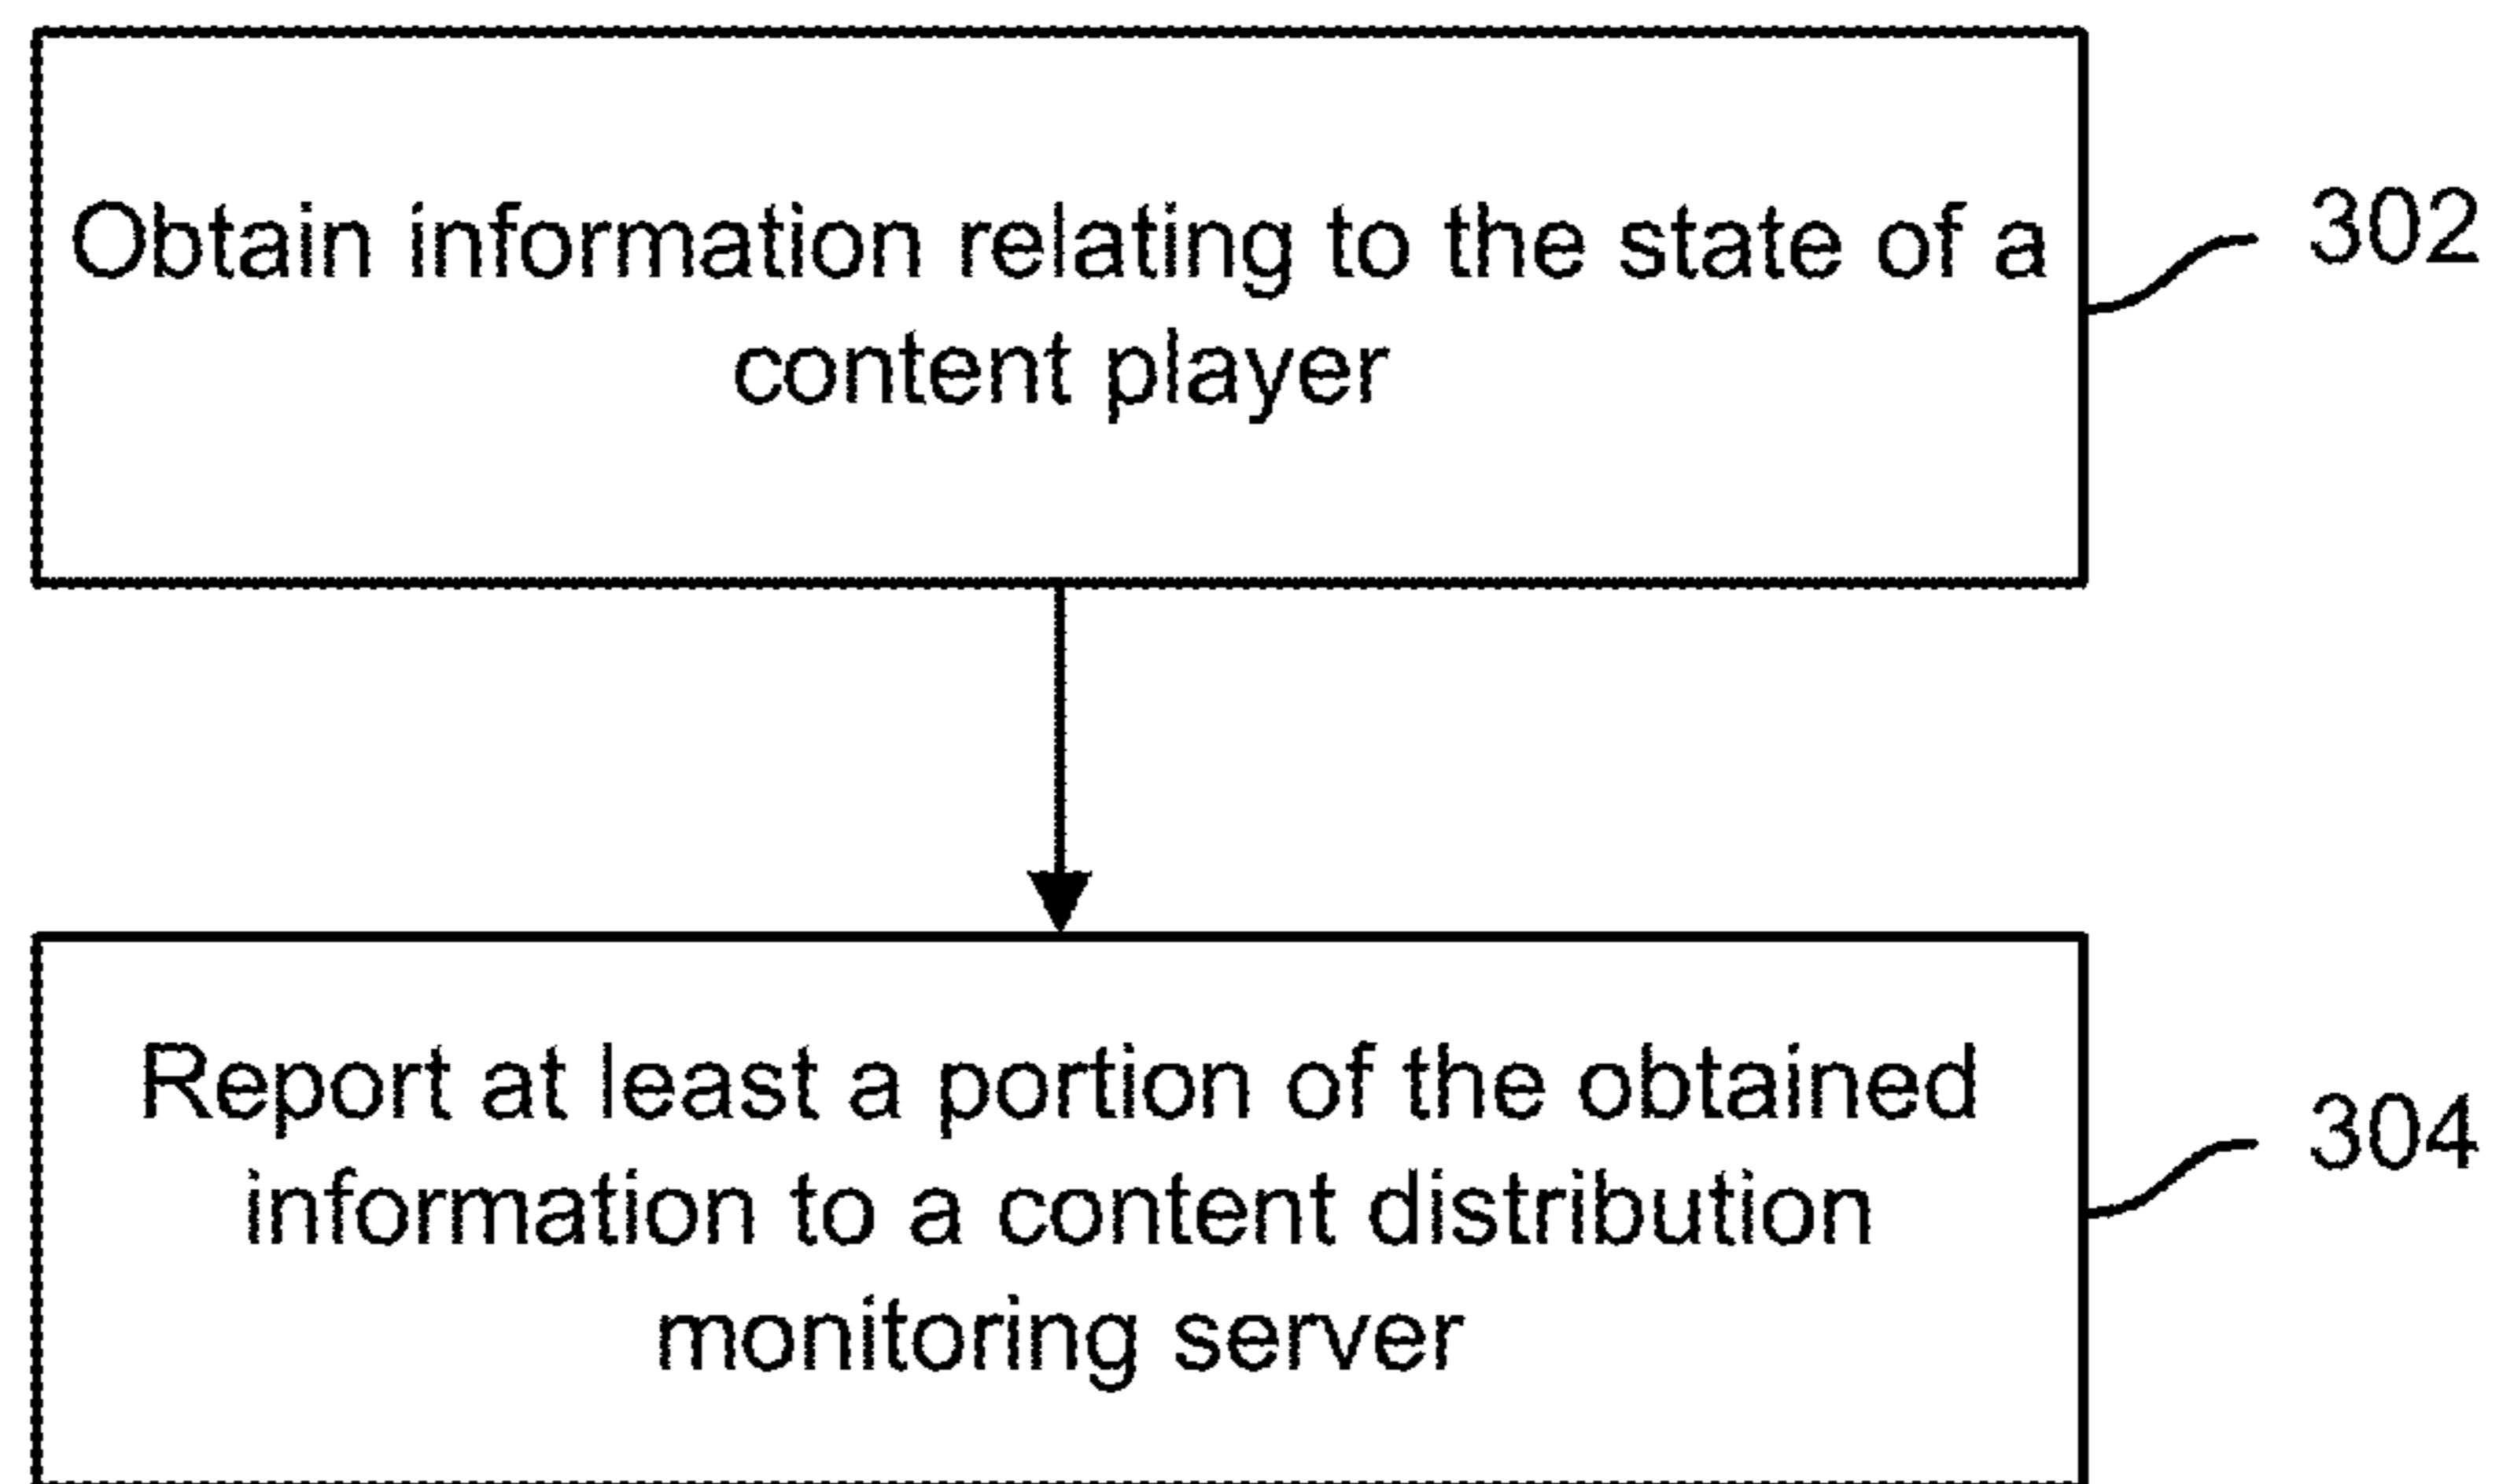 Obtain information relating to the state of a
content player
302
Report at least a portion of the obtained
information to a content distribution
monitoring server
304